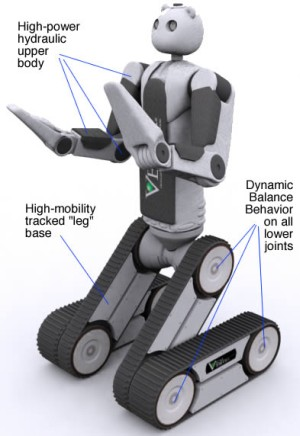 High-power
hydraulic
upper
body
High-mobility
tracked "leg"
base
Dynamic
Balance
Behavior
on all
lower
joints